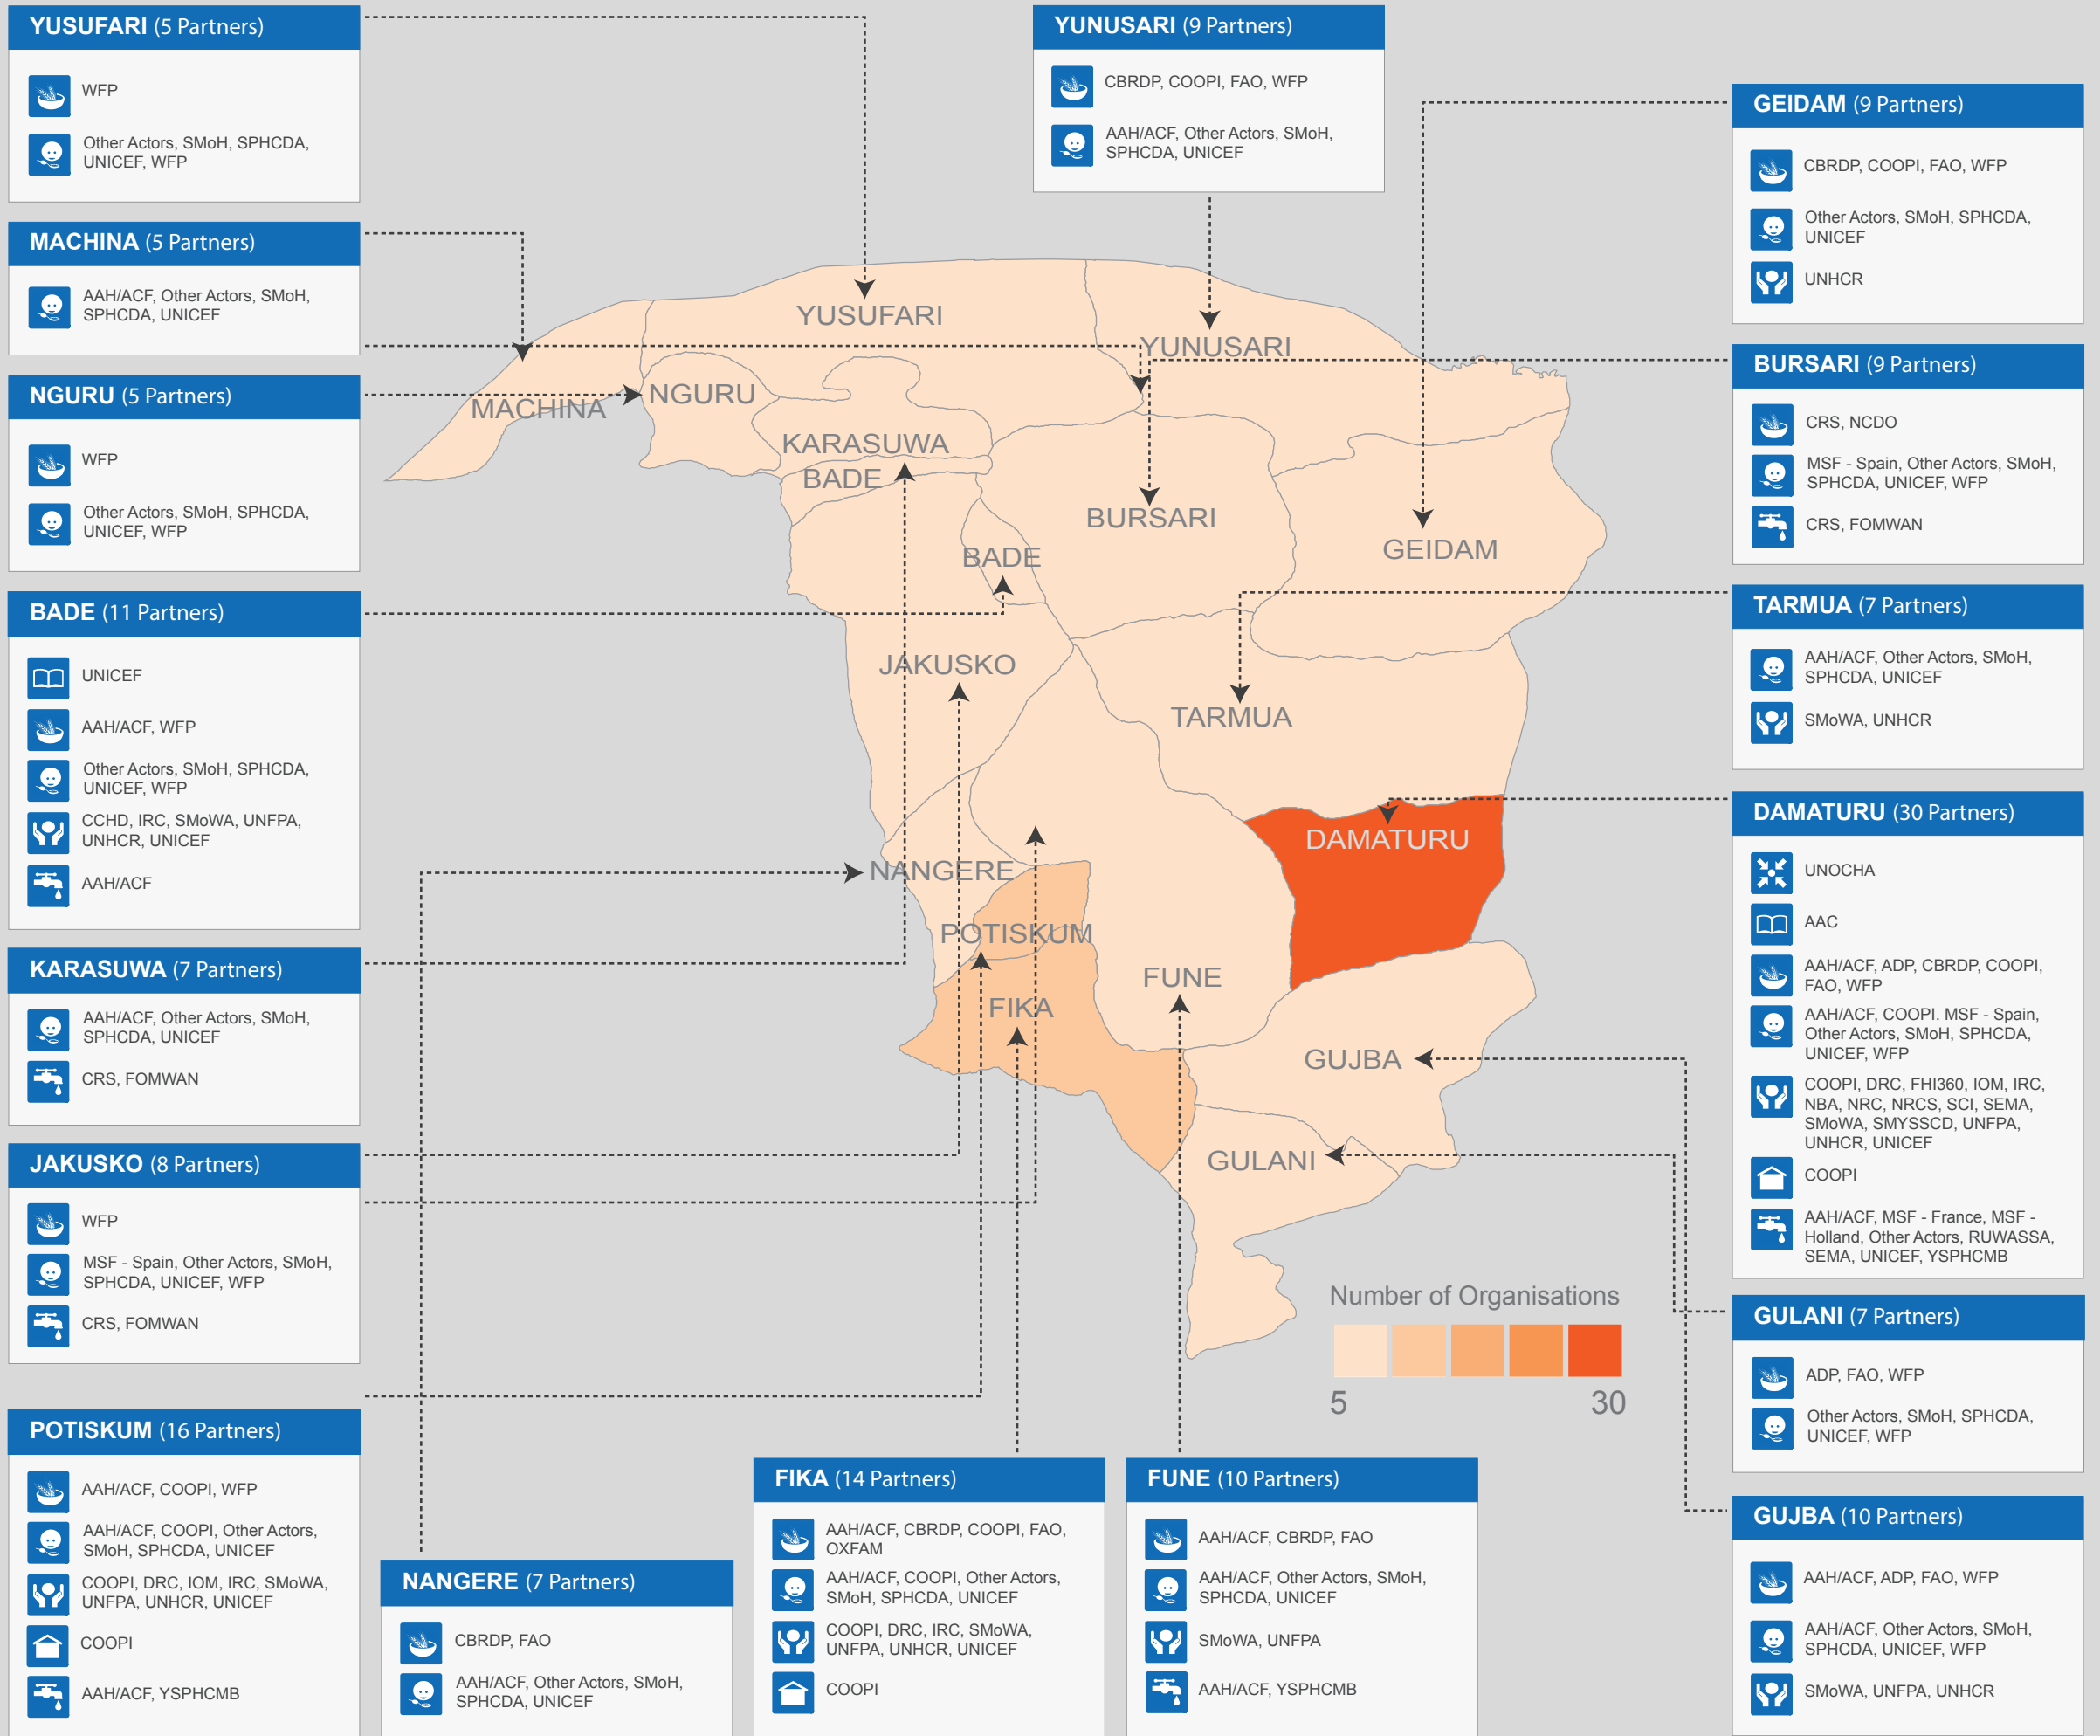 YUSUFARI (5 Partners)
WFP
Other Actors, SMoH, SPHCDA,
UNICEF, WFP
MACHINA (5 Partners)
AAH/ACF, Other Actors, SMoH,
SPHCDA, UNICEF
NGURU (5 Partners)
WFP
Other Actors, SMoH, SPHCDA,
UNICEF, WFP
BADE (11 Partners)
UNICEF
AAH/ACF, WFP
Other Actors, SMoH, SPHCDA,
UNICEF, WFP
CCHD, IRC, SMoWA, UNFPA,
UNHCR, UNICEF
AAH/ACF
KARASUWA (7 Partners)
AAH/ACF, Other Actors, SMoH,
SPHCDA, UNICEF
CRS, FOMWAN
JAKUSKO (8 Partners)
WFP
MSF - Spain, Other Actors, SMoH,
SPHCDA, UNICEF, WFP
CRS, FOMWAN
POTISKUM (16 Partners)
AAH/ACF, COOPI, WFP
AAH/ACF, COOPI, Other Actors,
SMoH, SPHCDA, UNICEF
COOPI, DRC, IOM, IRC, SMoWA,
UNFPA, UNHCR, UNICEF
COOPI
AAH/ACF, YSPHCMB
NANGERE (7 Partners)
CBRDP, FAO
AAH/ACF, Other Actors, SMoH,
SPHCDA, UNICEF
FIKA (14 Partners)
AAH/ACF, CBRDP, COOPI, FAO,
OXFAM
AAH/ACF, COOPI, Other Actors,
SMoH, SPHCDA, UNICEF
COOPI, DRC, IRC, SMoWA,
UNFPA, UNHCR, UNICEF
COOPI
FUNE (10 Partners)
AAH/ACF, CBRDP, FAO
AAH/ACF, Other Actors, SMoH,
SPHCDA, UNICEF
SMoWA, UNFPA
AAH/ACF, YSPHCMB
YUNUSARI (9 Partners)
CBRDP, COOPI, FAO, WFP
AAH/ACF, Other Actors, SMoH,
SPHCDA, UNICEF
GEIDAM (9 Partners)
CBRDP, COOPI, FAO, WFP
Other Actors, SMoH, SPHCDA,
UNICEF
UNHCR
BURSARI (9 Partners)
CRS, NCDO
MSF - Spain, Other Actors, SMoH,
SPHCDA, UNICEF, WFP
CRS, FOMWAN
TARMUA (7 Partners)
AAH/ACF, Other Actors, SMoH,
SPHCDA, UNICEF
SMoWA, UNHCR
DAMATURU (30 Partners)
UNOCHA
AAC
AAH/ACF, ADP, CBRDP, COOPI,
FAO, WFP
AAH/ACF, COOPI. MSF - Spain,
Other Actors, SMoH, SPHCDA,
UNICEF, WFP
COOPI, DRC, FHI360, IOM, IRC,
NBA, NRC, NRCS, SCI, SEMA,
SMoWA, SMYSSCD, UNFPA,
UNHCR, UNICEF
COOPI
AAH/ACF, MSF - France, MSF -
Holland, Other Actors, RUWASSA,
SEMA, UNICEF, YSPHCMB
GULANI (7 Partners)
ADP, FAO, WFP
Other Actors, SMoH, SPHCDA,
UNICEF, WFP
GUJBA (10 Partners)
AAH/ACF, ADP, FAO, WFP
AAH/ACF, Other Actors, SMoH,
SPHCDA, UNICEF, WFP
SMoWA, UNFPA, UNHCR
YUSUFARI
YUNUSARI
NGURU
MACHINA
KARASUWA
BADE
BURSARI
GEIDAM
BADE
JAKUSKO
TARMUA
DAMATURU
NANGERE
POTISKUM
FUNE
FIKA
GUJBA
GULANI
Number of Organisations
5
30